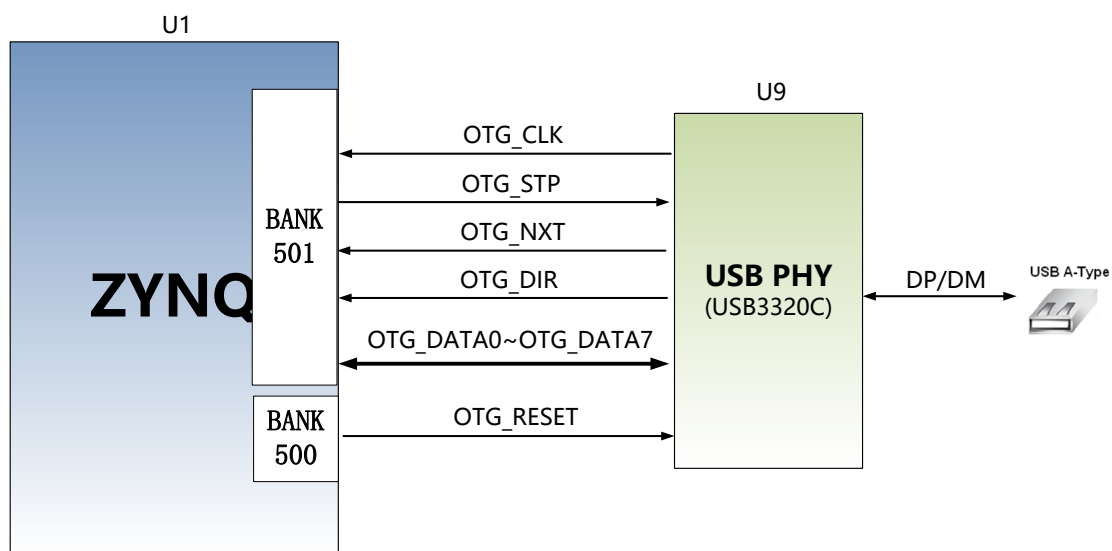 U1
U9
OTG_CLK
OTG_STP
BANK
501
OTG_NXT
ZYNQ
OTG_DIR
USB PHY
(USB3320C)
DP/DM
USB A-Type
OTG_DATA0~OTG_DATA7
BANK
500
OTG_RESET